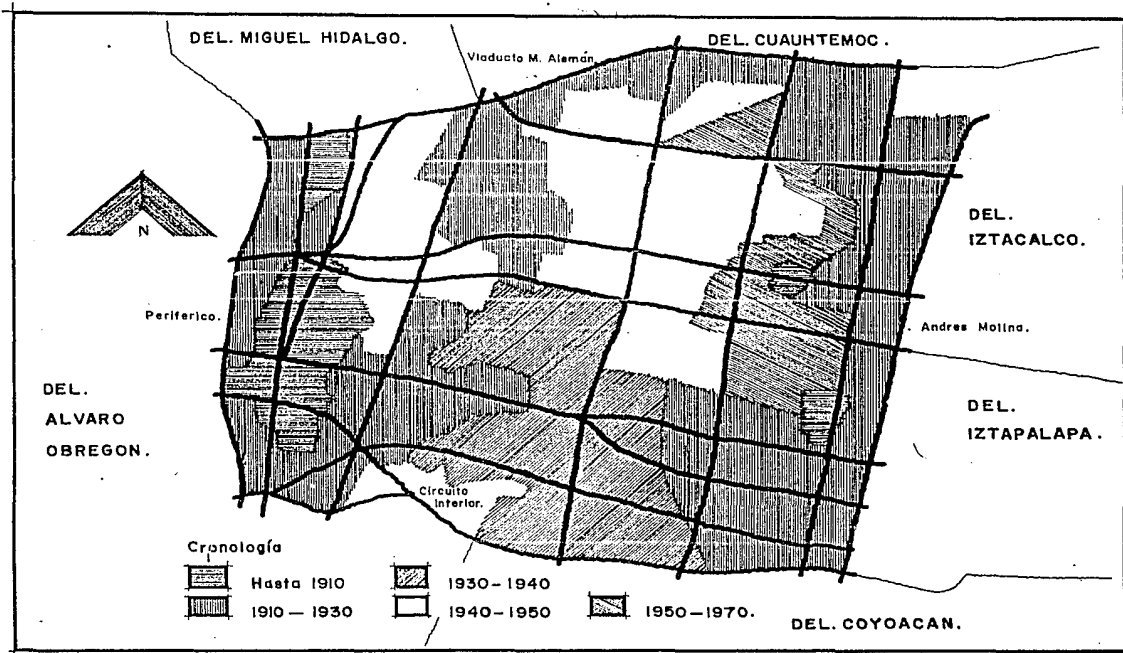 DEL. MIGUEL HIDALGO.
DEL. CUAUHTEMOC.
Viaducto M. Alemán.
N
DEL.
IZTACALCO.
Periferico.
Andres Molina.
DEL.
ALVARO
OBREGON.
DEL.
IZTAPALAPA.
Circuito
Interior.
Cronología
Hasta 1910
1930-1940
1910-1930
1940-1950
1950-1970.
DEL. COYOACAN.